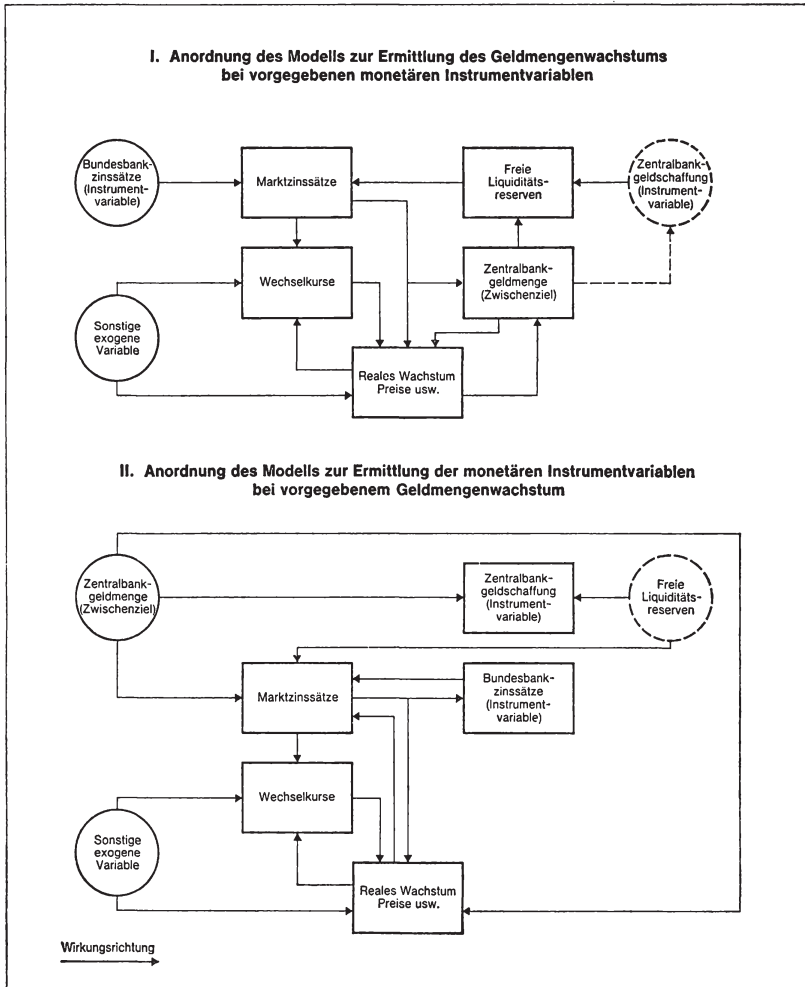 I. Anordnung des Modells zur Ermittlung des Geldmengenwachstums
bei vorgegebenen monetären Instrumentvariablen
Bundesbank-
zinssätze
(Instrument-
variable)
Marktzinssätze
Freie
Liquiditäts-
reserven
Zentralbank-
geldschaffung
(Instrument-
variable)
Wechselkurse
Zentralbank-
geldmenge
(Zwischenziel)
Sonstige
exogene
Variable
Reales Wachstum
Preise usw.
II. Anordnung des Modells zur Ermittlung der monetären Instrumentvariablen
bei vorgegebenem Geldmengenwachstum
Zentralbank-
geldmenge
(Zwischenziel)
Zentralbank-
geldschaffung
(Instrument-
variable)
Freie
Liquiditäts-
reserven
Marktzinssätze
Bundesbank-
zinssätze
(Instrument-
variable)
Wechselkurse
Sonstige
exogene
Variable
Reales Wachstum
Preise usw.
Wirkungsrichtung